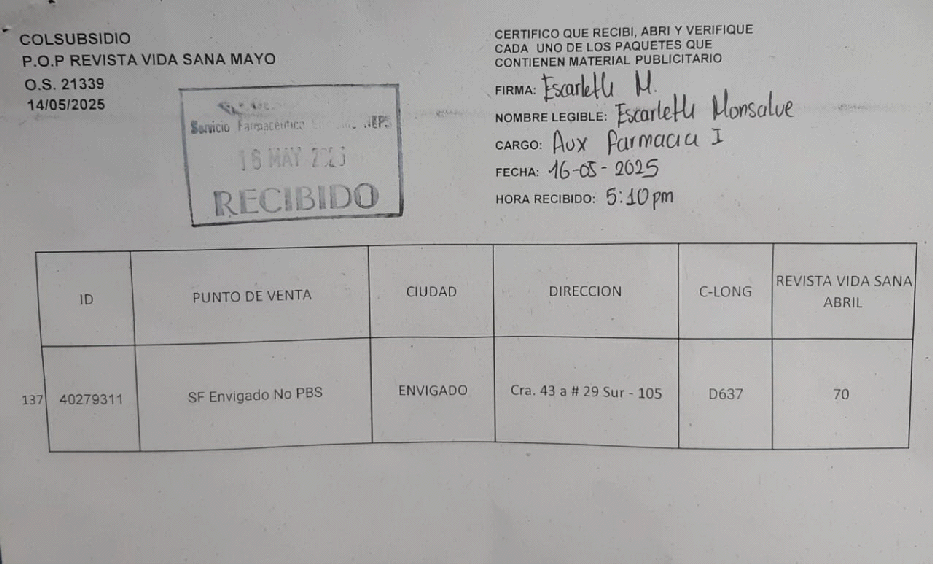 COLSUBSIDIO
P.O.P REVISTA VIDA SANA MAYO
O.S. 21339
14/05/2025
Servicio Farmacéutico
16 MAY 2025
RECIBIDO
CERTIFICO QUE RECIBI, ABRI Y VERIFIQUE
CADA UNO DE LOS PAQUETES QUE
CONTIENEN MATERIAL PUBLICITARIO
FIRMA: Escarleth M.
NOMBRE LEGIBLE: Escarleth Monsalve
CARGO: Aux farmacia I
FECHA: 16-05-2025
HORA RECIBIDO: 5:10 pm
ID PUNTO DE VENTA CIUDAD DIRECCION C-LONG REVISTA VIDA SANA
ABRIL
137 40279311 SF Envigado No PBS ENVIGADO Cra. 43 a # 29 Sur - 105 D637 70